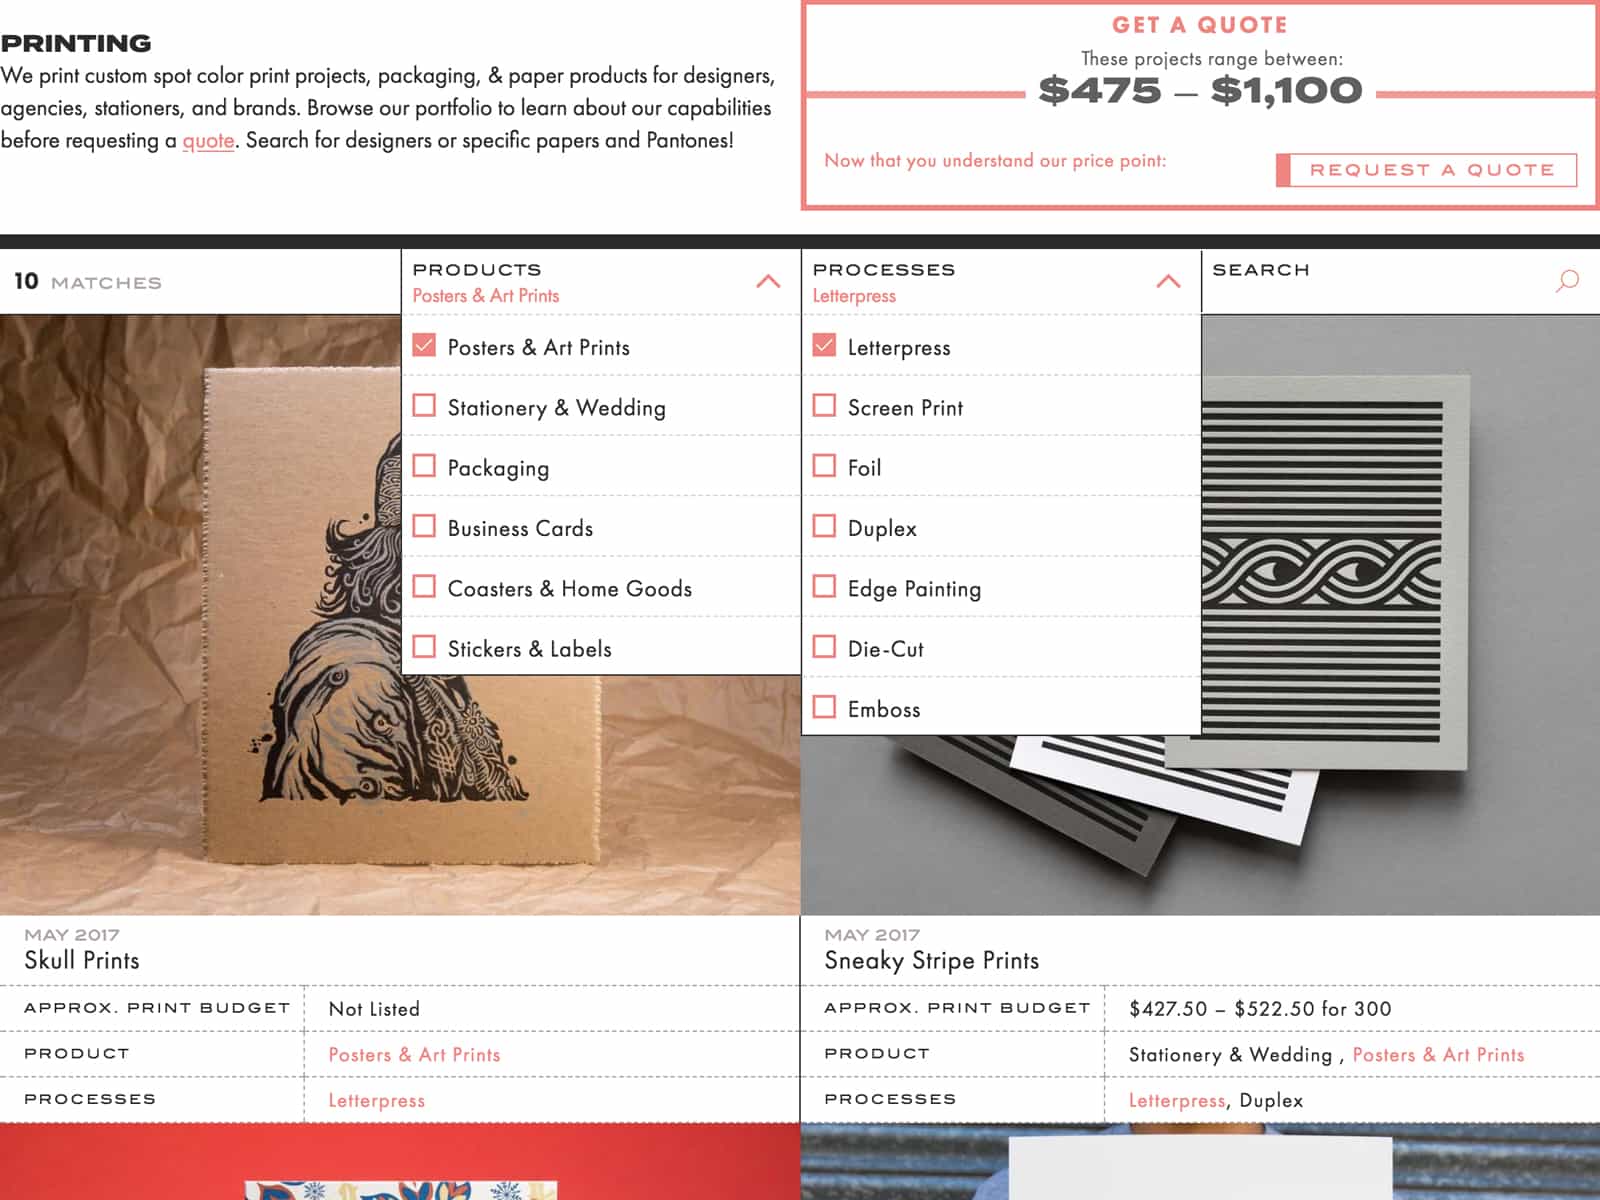 PRINTING
We print custom spot color print projects, packaging, & paper products for designers,
agencies, stationers, and brands. Browse our portfolio to learn about our capabilities
before requesting a quote. Search for designers or specific papers and Pantones!
GET A QUOTE
These projects range between:
$475 – $1,100
Now that you understand our price point:
REQUEST A QUOTE
10 MATCHES
PRODUCTS
Posters & Art Prints
Posters & Art Prints
Stationery & Wedding
Packaging
Business Cards
Coasters & Home Goods
Stickers & Labels
PROCESSES
Letterpress
Letterpress
Screen Print
Foil
Duplex
Edge Painting
Die-Cut
Emboss
SEARCH
MAY 2017
Skull Prints
APPROX. PRINT BUDGET Not Listed
PRODUCT Posters & Art Prints
PROCESSES Letterpress
MAY 2017
Sneaky Stripe Prints
APPROX. PRINT BUDGET $427.50 – $522.50 for 300
PRODUCT Stationery & Wedding , Posters & Art Prints
PROCESSES Letterpress, Duplex